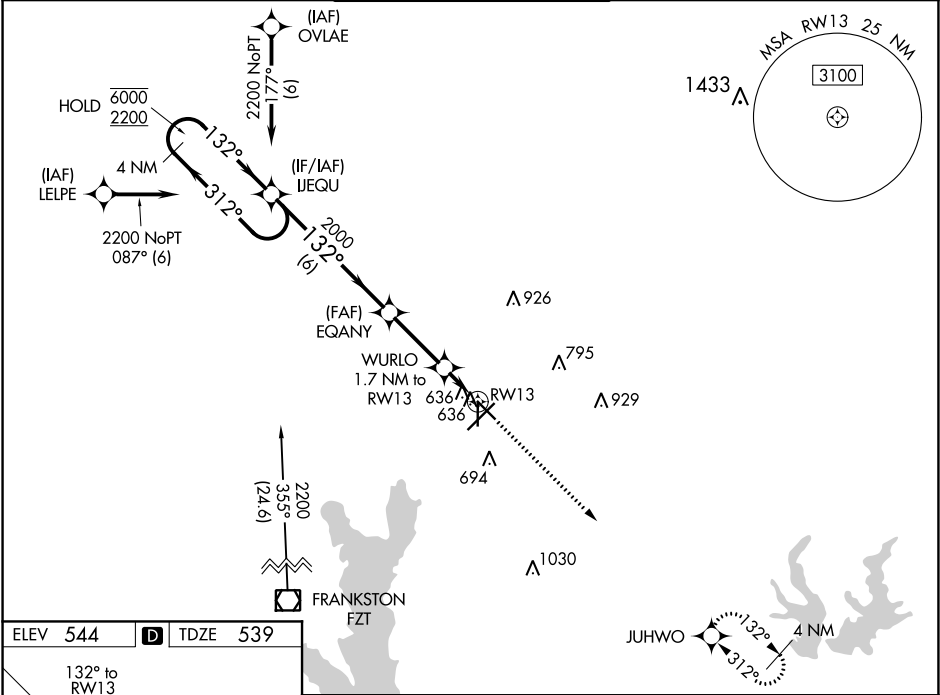 (IAF)
OVLAE
2200 NoPT
177°
(6)
MSA RW13 25 NM
3100
1433
HOLD
6000
2200
132°
4 NM
312°
(IF/IAF)
IJEQU
(IAF)
LELPE
2200 NoPT
087° (6)
2000
132°
(6)
926
(FAF)
EQANY
WURLO
1.7 NM to
RW13
795
636
636
RW13
929
694
2200
355°
(24.6)
1030
FRANKSTON
FZT
JUHWO
132°
4 NM
312°
ELEV 544 D TDZE 539
132° to
RW13